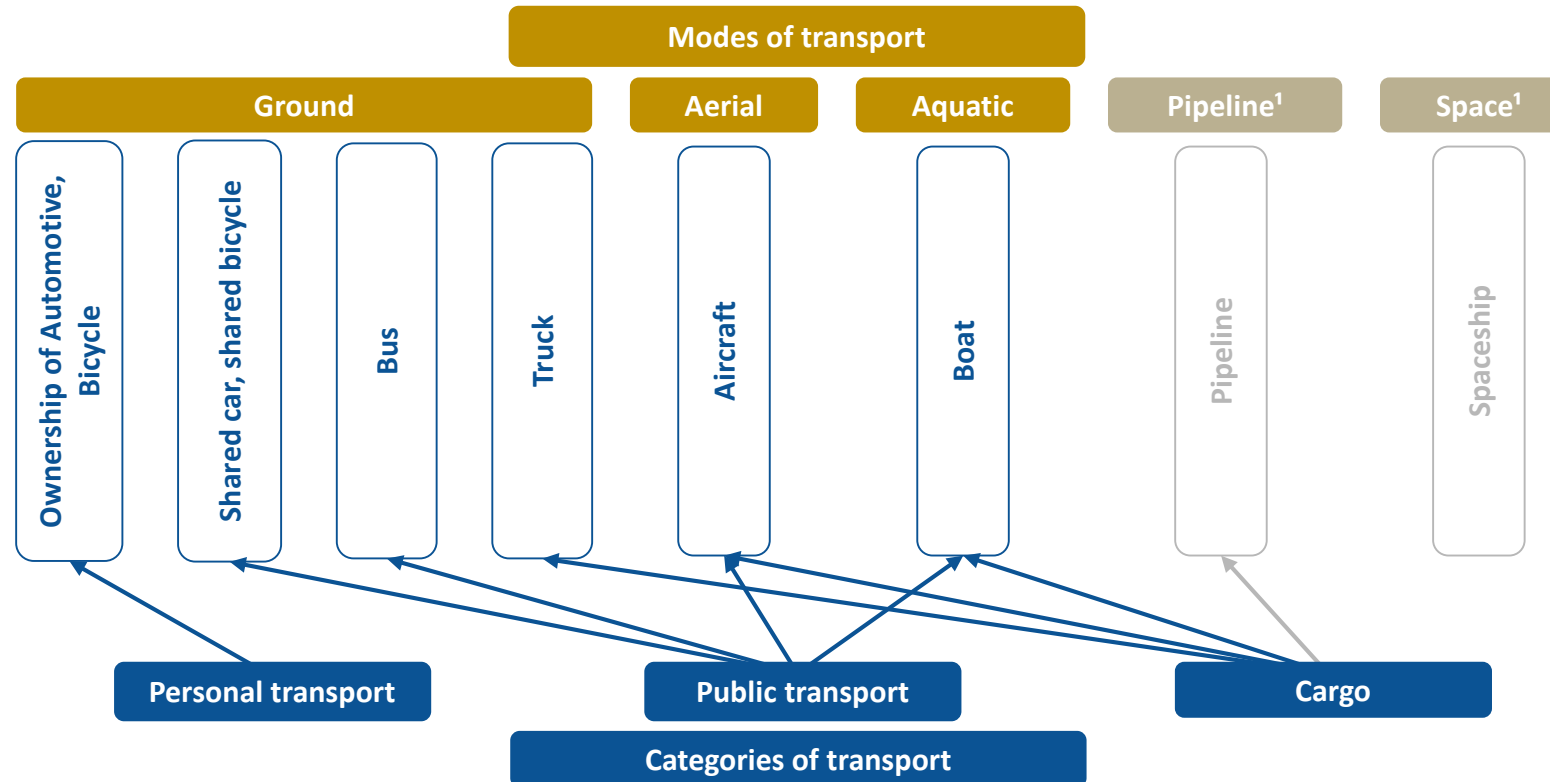 Modes of transport
Ground
Aerial
Aquatic
Pipeline¹
Space¹
Ownership of Automotive,
Bicycle
Shared car, shared bicycle
Bus
Truck
Aircraft
Boat
Pipeline
Spaceship
Personal transport
Public transport
Cargo
Categories of transport